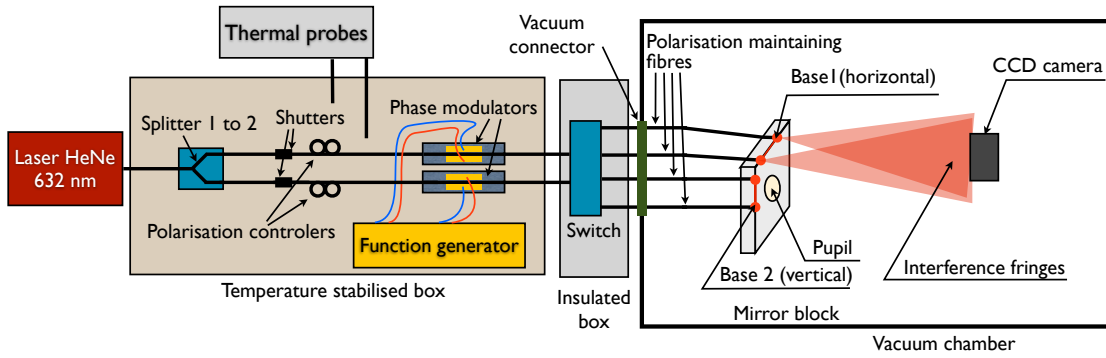 Thermal probes
Vacuum
connector
Polarisation maintaining
fibres
CCD camera
Base1(horizontal)
Shutters
Phase modulators
Splitter 1 to 2
Laser HeNe
632 nm
Polarisation controlers
Function generator
Switch
Pupil
Base 2 (vertical)
Interference fringes
Temperature stabilised box
Insulated
box
Mirror block
Vacuum chamber